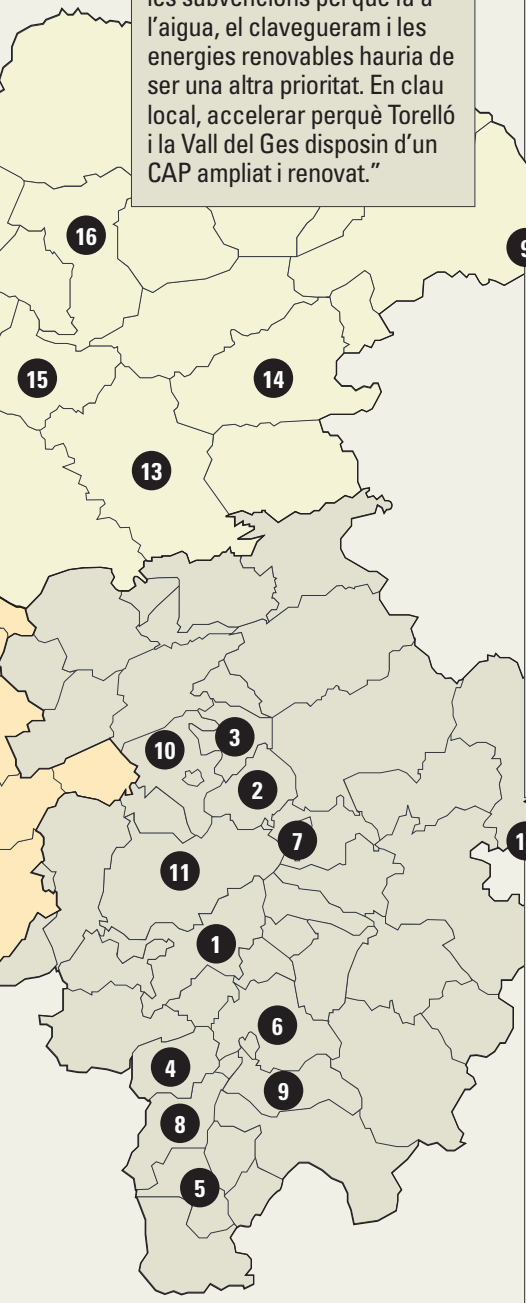 les subvencions perquè fa a
l’aigua, el clavegueram i les
energies renovables hauria de
ser una altra prioritat. En clau
local, accelerar perquè Torelló
i la Vall del Ges disposin d’un
CAP ampliat i renovat.”
16
15
14
13
3
10
2
7
11
1
6
4
9
8
5